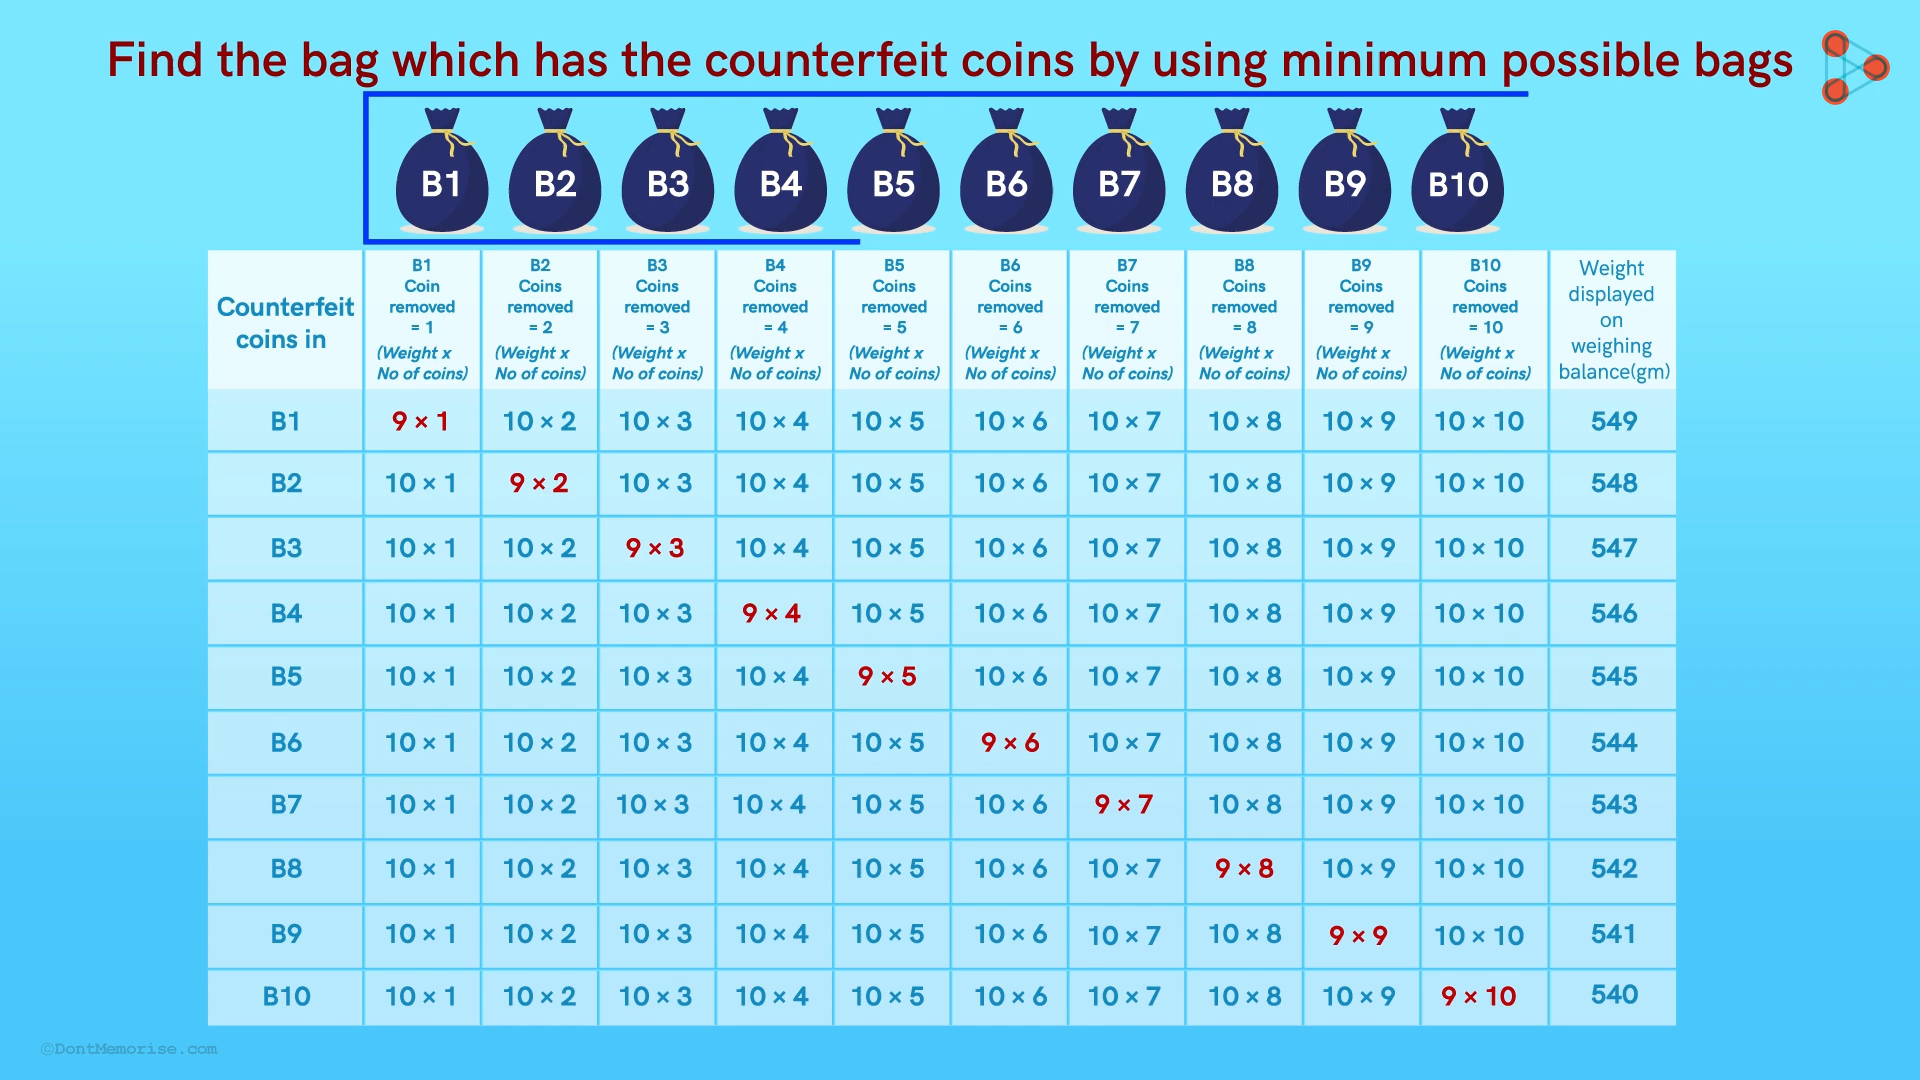 Find the bag which has the counterfeit coins by using minimum possible bags
B1 B2 B3 B4 B5 B6 B7 B8 B9 B10
Counterfeit
coins in
B1
Coin
removed
= 1
(Weight x
No of coins)
B2
Coins
removed
= 2
(Weight x
No of coins)
B3
Coins
removed
= 3
(Weight x
No of coins)
B4
Coins
removed
= 4
(Weight x
No of coins)
B5
Coins
removed
= 5
(Weight x
No of coins)
B6
Coins
removed
= 6
(Weight x
No of coins)
B7
Coins
removed
= 7
(Weight x
No of coins)
B8
Coins
removed
= 8
(Weight x
No of coins)
B9
Coins
removed
= 9
(Weight x
No of coins)
B10
Coins
removed
= 10
(Weight x
No of coins)
Weight
displayed
on
weighing
balance(gm)
B1 9 × 1 10 × 2 10 × 3 10 × 4 10 × 5 10 × 6 10 × 7 10 × 8 10 × 9 10 × 10 549
B2 10 × 1 9 × 2 10 × 3 10 × 4 10 × 5 10 × 6 10 × 7 10 × 8 10 × 9 10 × 10 548
B3 10 × 1 10 × 2 9 × 3 10 × 4 10 × 5 10 × 6 10 × 7 10 × 8 10 × 9 10 × 10 547
B4 10 × 1 10 × 2 10 × 3 9 × 4 10 × 5 10 × 6 10 × 7 10 × 8 10 × 9 10 × 10 546
B5 10 × 1 10 × 2 10 × 3 10 × 4 9 × 5 10 × 6 10 × 7 10 × 8 10 × 9 10 × 10 545
B6 10 × 1 10 × 2 10 × 3 10 × 4 10 × 5 9 × 6 10 × 7 10 × 8 10 × 9 10 × 10 544
B7 10 × 1 10 × 2 10 × 3 10 × 4 10 × 5 10 × 6 9 × 7 10 × 8 10 × 9 10 × 10 543
B8 10 × 1 10 × 2 10 × 3 10 × 4 10 × 5 10 × 6 10 × 7 9 × 8 10 × 9 10 × 10 542
B9 10 × 1 10 × 2 10 × 3 10 × 4 10 × 5 10 × 6 10 × 7 10 × 8 9 × 9 10 × 10 541
B10 10 × 1 10 × 2 10 × 3 10 × 4 10 × 5 10 × 6 10 × 7 10 × 8 10 × 9 9 × 10 540
©DontMemorise.com